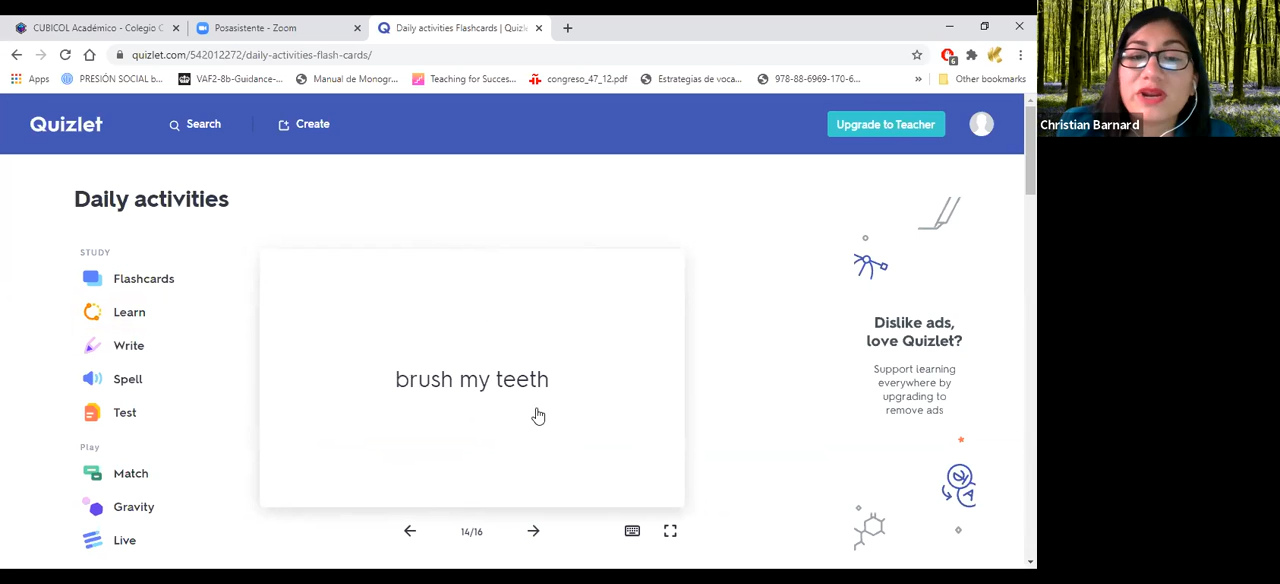 CUBICOL Académico - Colegio C
Posasistente - Zoom
Daily activities Flashcards | Quizle
quizlet.com/542012272/daily-activities-flash-cards/
6
Apps
PRESIÓN SOCIAL b...
VAF2-8b-Guidance-...
Manual de Monogr...
Teaching for Succes...
congreso_47_12.pdf
Estrategias de voca...
978-88-6969-170-6...
»
Other bookmarks
Christian Barnard
Quizlet
Search
Create
Upgrade to Teacher
Daily activities
STUDY
Flashcards
Learn
Write
Spell
Test
Play
Match
Gravity
Live
brush my teeth
14/16
Dislike ads,
love Quizlet?
Support learning
everywhere by
upgrading to
remove ads